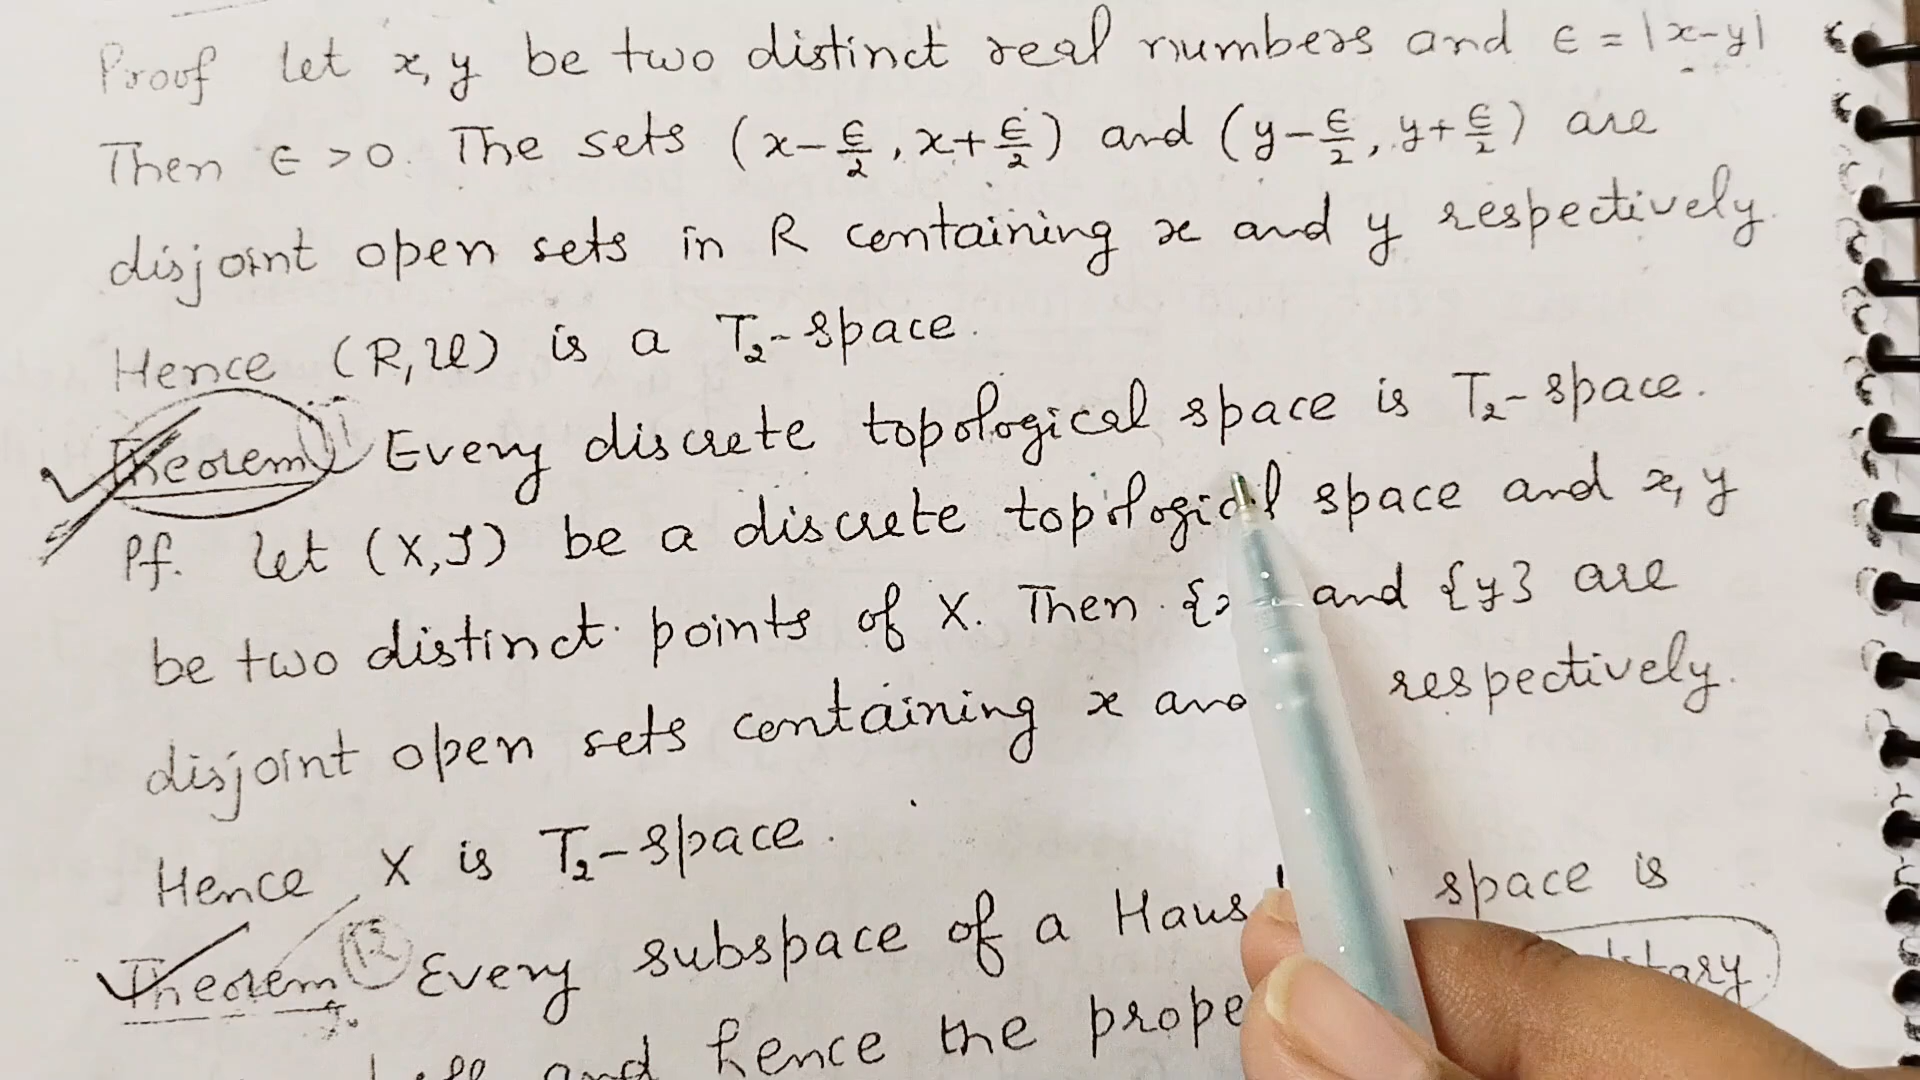 Proof let x, y be two distinct real numbers and ϵ = |x-y|
Then ϵ > 0. The sets (x-ϵ/2, x+ϵ/2) and (y-ϵ/2, y+ϵ/2) are
disjoint open sets in R containing x and y respectively.
Hence (R, U) is a T₂-space.
Theorem Every discrete topological space is T₂-space.
Pf. Let (X, J) be a discrete topological space and x, y
be two distinct points of X. Then {x and {y} are
disjoint open sets containing x and respectively.
Hence X is T₂-space.
Theorem R Every subspace of a Haus space is
and hence the prope